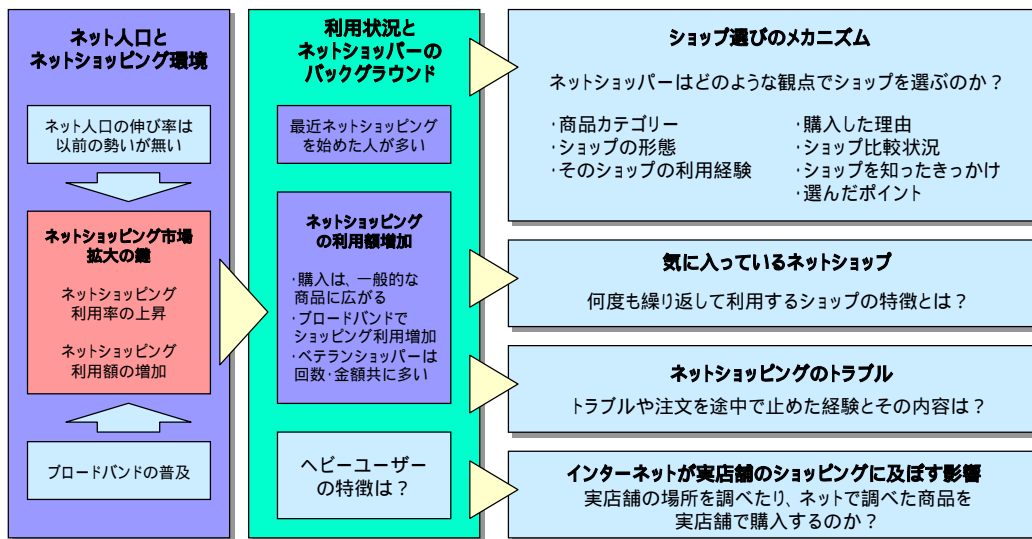 ネット人口と
ネットショッピング環境
ネット人口の伸び率は
以前の勢いが無い
ネットショッピング市場
拡大の鍵
ネットショッピング
利用率の上昇
ネットショッピング
利用額の増加
ブロードバンドの普及
利用状況と
ネットショッパーの
バックグラウンド
最近ネットショッピング
を始めた人が多い
ネットショッピング
の利用額増加
・購入は、一般的な
商品に広がる
・ブロードバンドで
ショッピング利用増加
・ベテランショッパーは
回数・金額共に多い
ヘビーユーザー
の特徴は？
ショップ選びのメカニズム
ネットショッパーはどのような観点でショップを選ぶのか？
・商品カテゴリー
・ショップの形態
・そのショップの利用経験
・購入した理由
・ショップ比較状況
・ショップを知ったきっかけ
・選んだポイント
気に入っているネットショップ
何度も繰り返して利用するショップの特徴とは？
ネットショッピングのトラブル
トラブルや注文を途中で止めた経験とその内容は？
インターネットが実店舗のショッピングに及ぼす影響
実店舗の場所を調べたり、ネットで調べた商品を
実店舗で購入するのか？